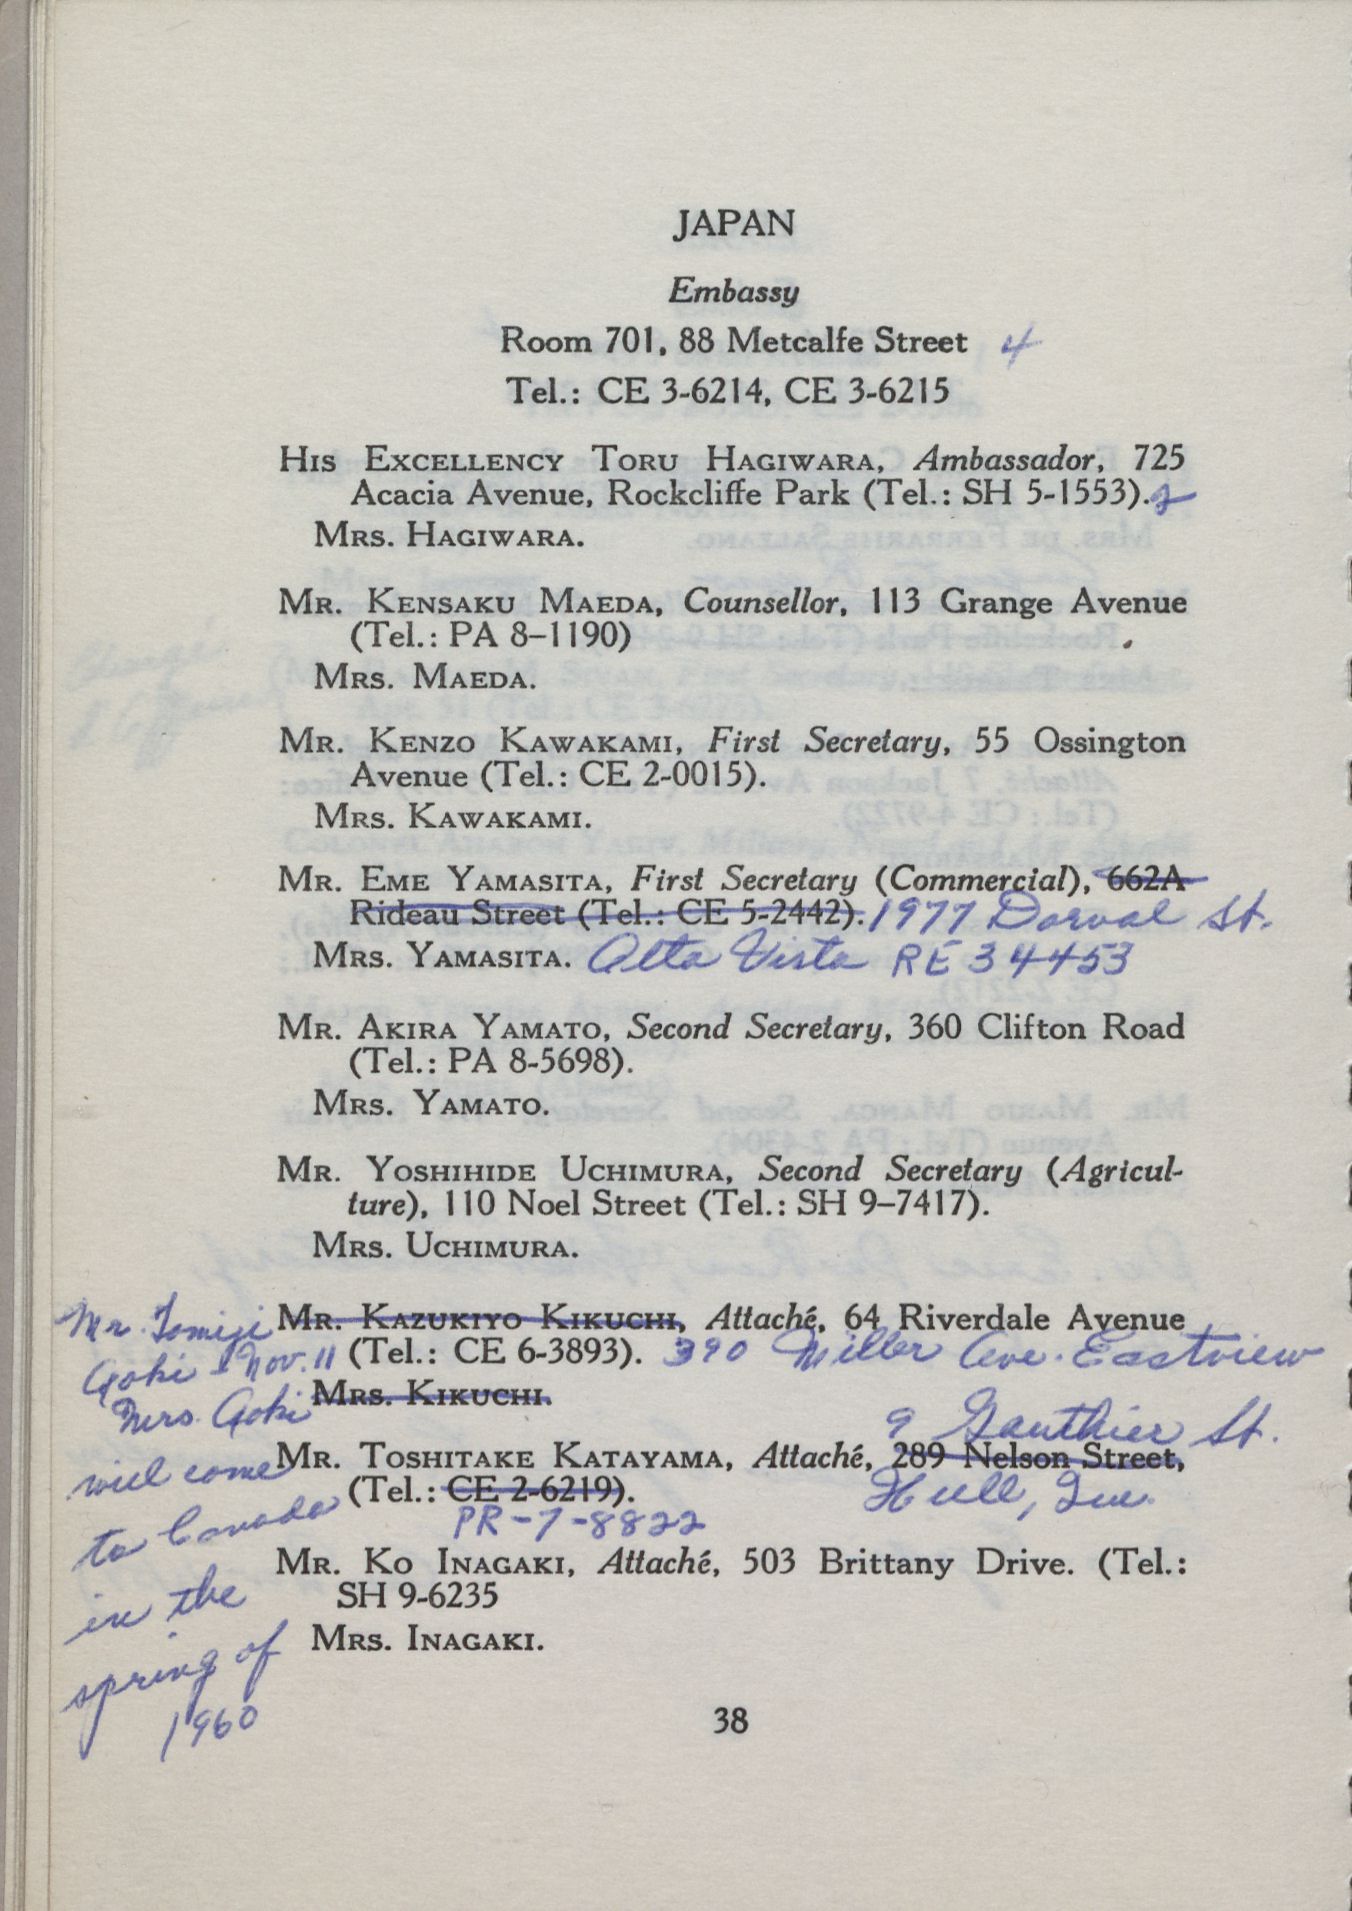 JAPAN
Embassy
Room 701, 88 Metcalfe Street 4
Tel.: CE 3-6214, CE 3-6215
HIS EXCELLENCY TORU HAGIWARA, Ambassador, 725
Acacia Avenue, Rockcliffe Park (Tel.: SH 5-1553). 2
MRS. HAGIWARA.
MR. KENSAKU MAEDA, Counsellor, 113 Grange Avenue
(Tel.: PA 8-1190)
MRS. MAEDA.
MR. KENZO KAWAKAMI, First Secretary, 55 Ossington
Avenue (Tel.: CE 2-0015).
MRS. KAWAKAMI.
MR. EME YAMASITA, First Secretary (Commercial), 662A
Rideau Street (Tel.: CE 5-2442). 1977 Dorval St.
MRS. YAMASITA. Alta Vista RE 34453
MR. AKIRA YAMATO, Second Secretary, 360 Clifton Road
(Tel.: PA 8-5698).
MRS. YAMATO.
MR. YOSHIHIDE UCHIMURA, Second Secretary (Agricul-
ture), 110 Noel Street (Tel.: SH 9-7417).
MRS. UCHIMURA.
MR. KAZUKIYO KIKUCHI, Attaché, 64 Riverdale Avenue
(Tel.: CE 6-3893). 390 Miller Ave. Eastview
MRS. KIKUCHI.
Mr. Tomiji
Aoki - Nov. 11
Mrs. Aoki
will come
to Canada
in the
spring of
1960
9 Gauthier St.
MR. TOSHITAKE KATAYAMA, Attaché, 289 Nelson Street,
(Tel.: CE 2-6219). Hull, Que.
PR-7-8822
MR. KO INAGAKI, Attaché, 503 Brittany Drive. (Tel.:
SH 9-6235
MRS. INAGAKI.
38